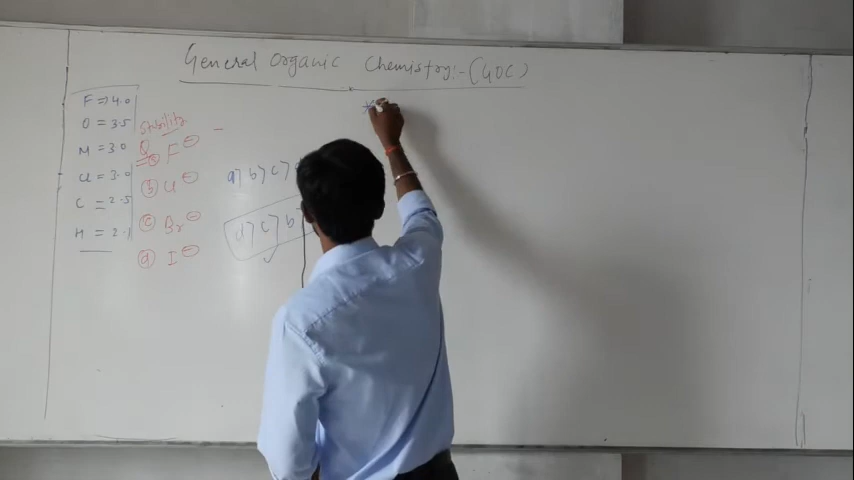 General Organic Chemistry:- (GOC)
F => 4.0
O = 3.5
N = 3.0
Cl = 3.0
C = 2.5
H = 2.1
Stability
Q
(a) F⊖
(b) Cl⊖
(c) Br⊖
(d) I⊖
a > b > c >
d > c > b
✓